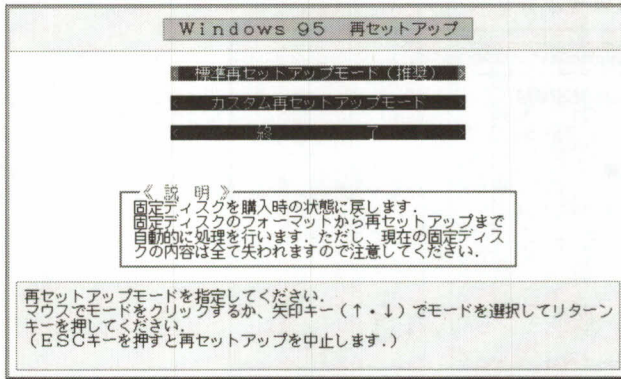 Windows 95 再セットアップ
標準再セットアップモード(推奨)
カスタム再セットアップモード
終 了
《 説 明 》
固定ディスクを購入時の状態に戻します.
固定ディスクのフォーマットから再セットアップまで
自動的に処理を行います.ただし、現在の固定ディス
クの内容は全て失われますので注意してください.
再セットアップモードを指定してください.
マウスでモードをクリックするか、矢印キー(↑・↓)でモードを選択してリターン
キーを押してください.
(ESCキーを押すと再セットアップを中止します.)